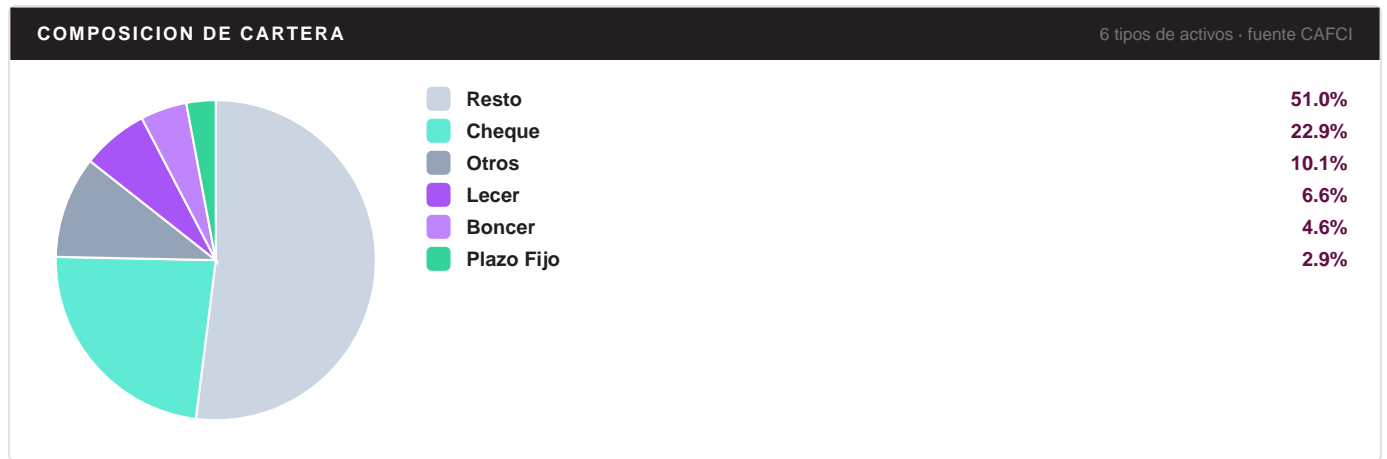 COMPOSICION DE CARTERA
6 tipos de activos · fuente CAFCI
Resto 51.0%
Cheque 22.9%
Otros 10.1%
Lecer 6.6%
Boncer 4.6%
Plazo Fijo 2.9%